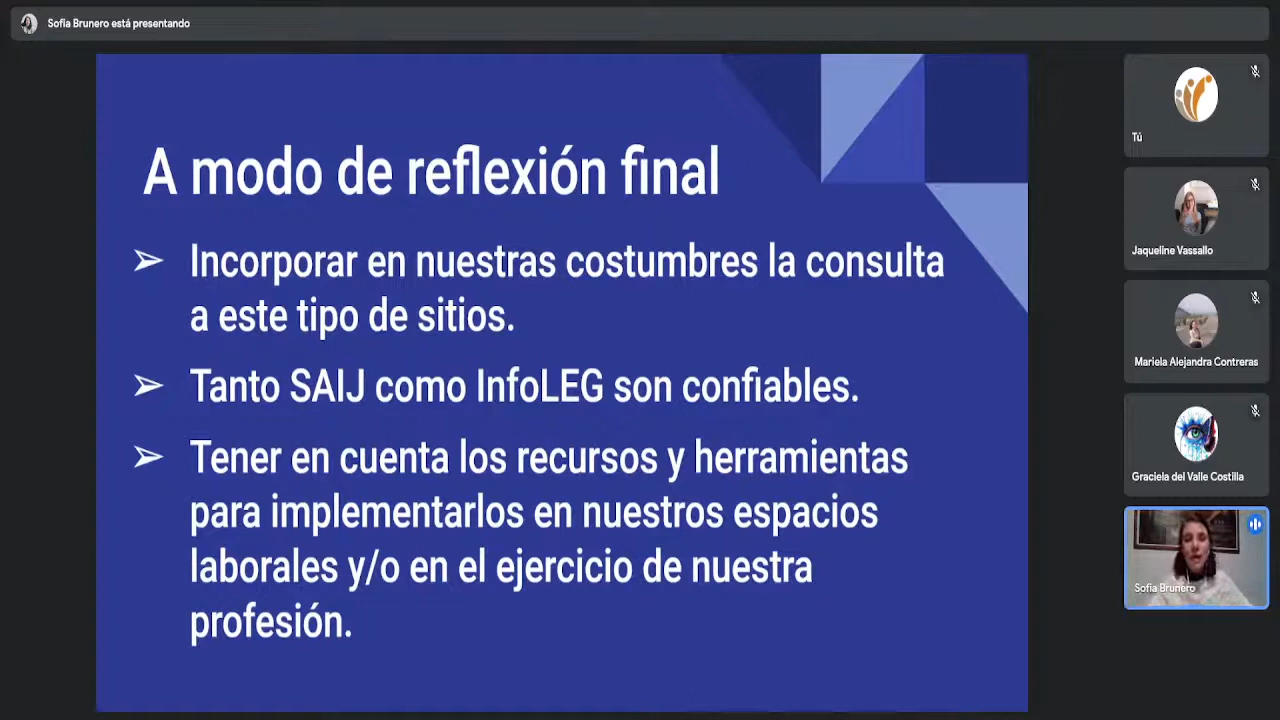 Sofia Brunero está presentando
A modo de reflexión final
➢ Incorporar en nuestras costumbres la consulta
a este tipo de sitios.
➢ Tanto SAIJ como InfoLEG son confiables.
➢ Tener en cuenta los recursos y herramientas
para implementarlos en nuestros espacios
laborales y/o en el ejercicio de nuestra
profesión.
Tú
Jaqueline Vassallo
Mariela Alejandra Contreras
Graciela del Valle Costilla
Sofia Brunero